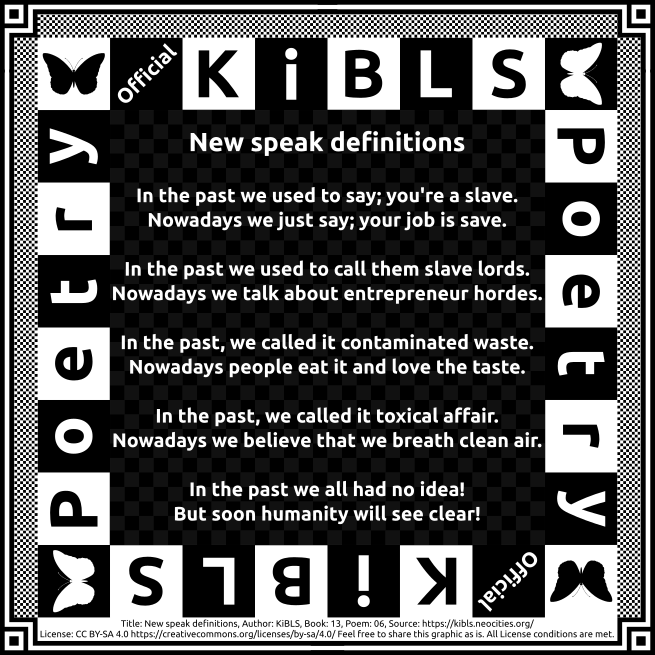 Official KiBLS
Poetry
Poetry
New speak definitions
In the past we used to say; you're a slave.
Nowadays we just say; your job is save.
In the past we used to call them slave lords.
Nowadays we talk about entrepreneur hordes.
In the past, we called it contaminated waste.
Nowadays people eat it and love the taste.
In the past, we called it toxical affair.
Nowadays we believe that we breath clean air.
In the past we all had no idea!
But soon humanity will see clear!
Official KiBLS
Title: New speak definitions, Author: KiBLS, Book: 13, Poem: 06, Source: https://kibls.neocities.org/
License: CC BY-SA 4.0 https://creativecommons.org/licenses/by-sa/4.0/ Feel free to share this graphic as is. All License conditions are met.